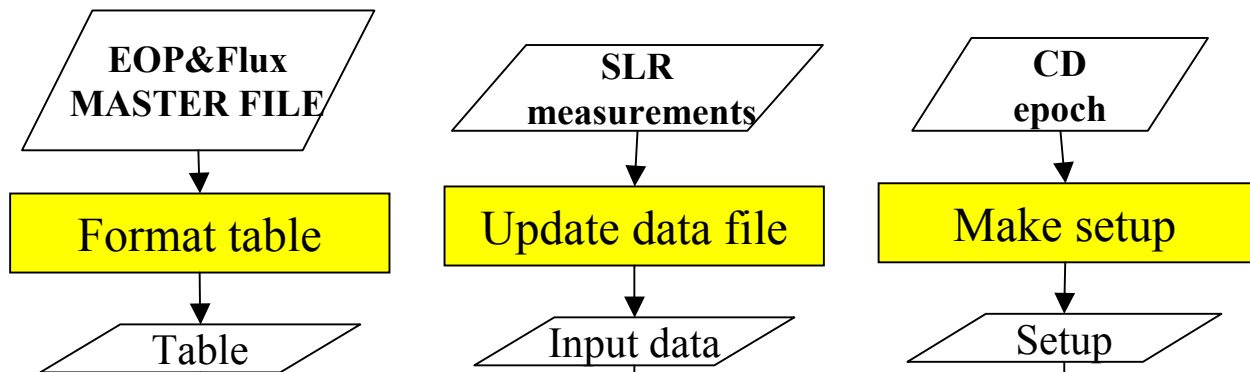 EOP&Flux
MASTER FILE
SLR
measurements
CD
epoch
Format table
Update data file
Make setup
Table
Input data
Setup